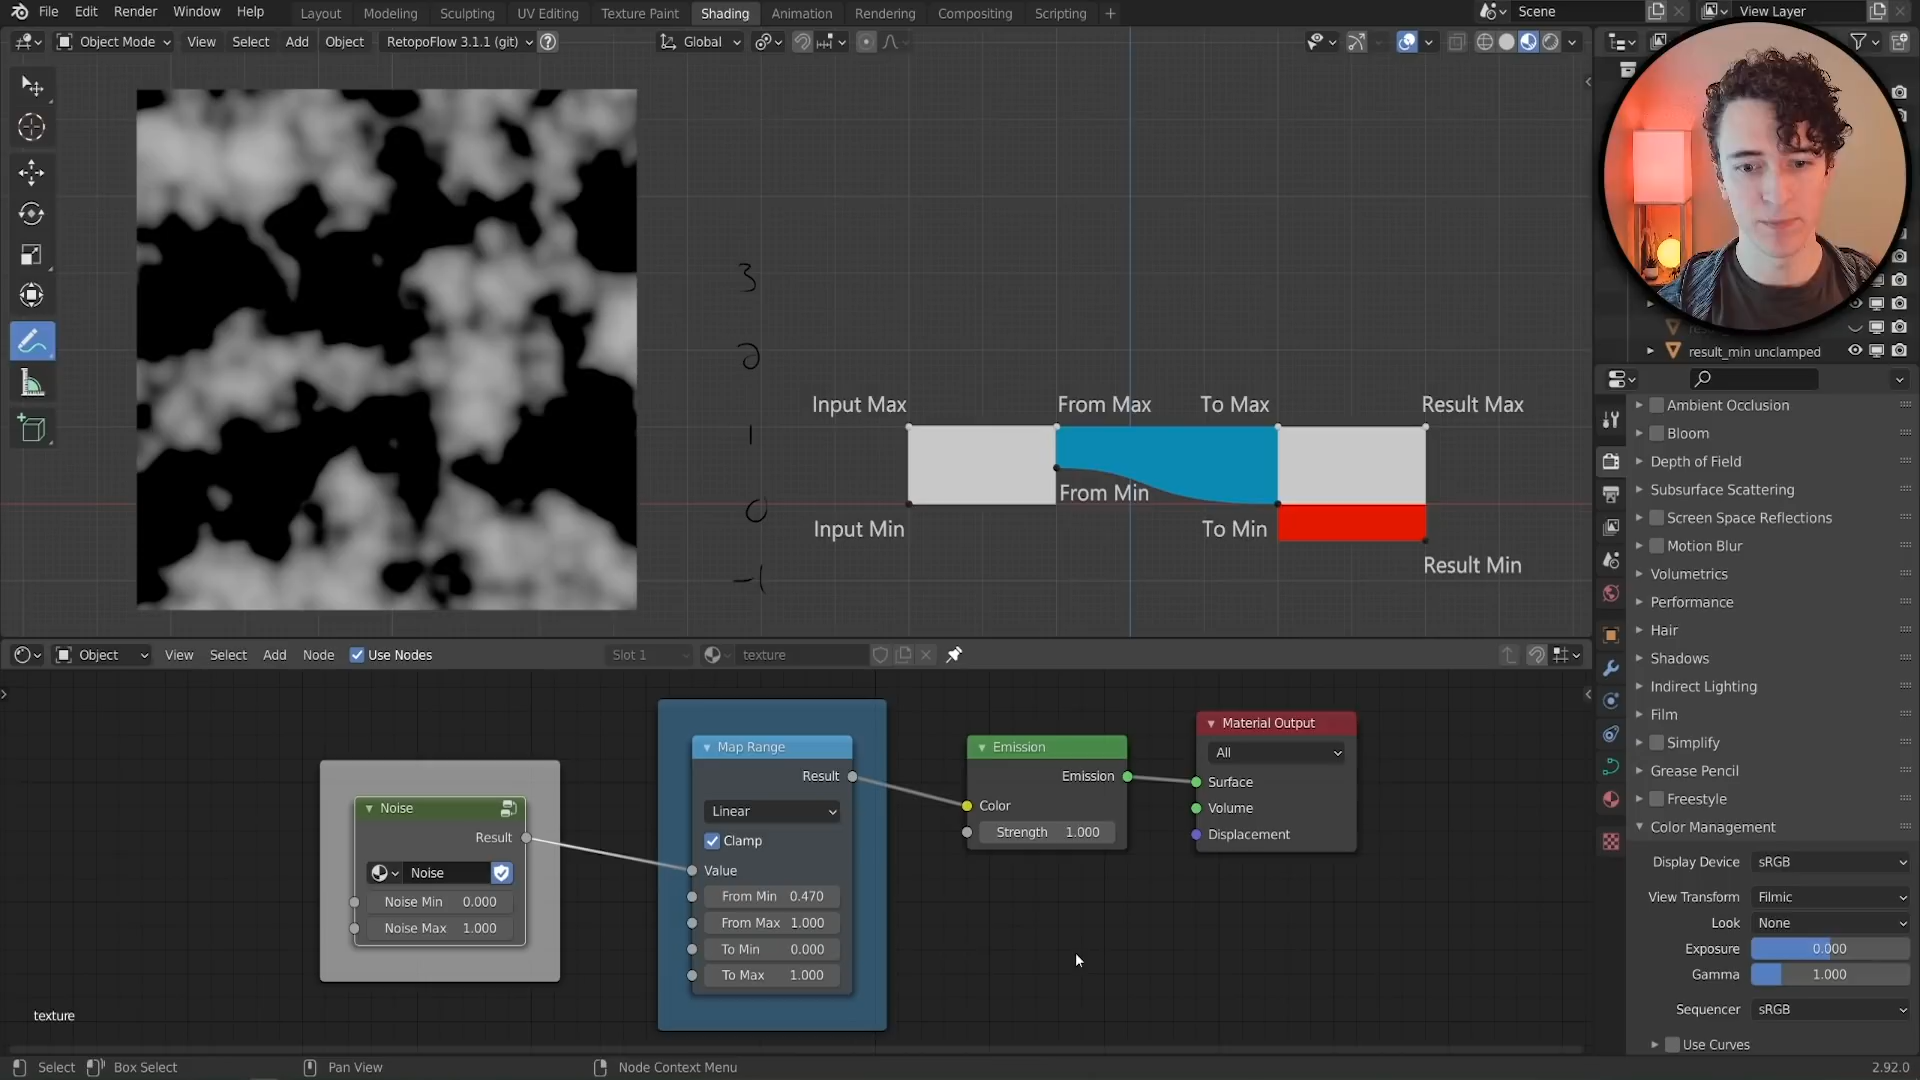 File Edit Render Window Help Layout Modeling Sculpting UV Editing Texture Paint Shading Animation Rendering Compositing Scripting + Scene View Layer
Object Mode View Select Add Object RetopoFlow 3.1.1 (git) Global
3
2
1
0
-1
Input Max From Max To Max Result Max
From Min
Input Min To Min
Result Min
result_min unclamped
Ambient Occlusion
Bloom
Depth of Field
Subsurface Scattering
Screen Space Reflections
Motion Blur
Volumetrics
Performance
Hair
Shadows
Indirect Lighting
Film
Simplify
Grease Pencil
Freestyle
Color Management
Display Device sRGB
View Transform Filmic
Look None
Exposure 0.000
Gamma 1.000
Sequencer sRGB
Use Curves
Object View Select Add Node Use Nodes Slot 1 texture
Noise
Result
Noise
Noise Min 0.000
Noise Max 1.000
Map Range
Result
Linear
Clamp
Value
From Min 0.470
From Max 1.000
To Min 0.000
To Max 1.000
Emission
Emission
Color
Strength 1.000
Material Output
All
Surface
Volume
Displacement
texture
Select Box Select Pan View Node Context Menu 2.92.0